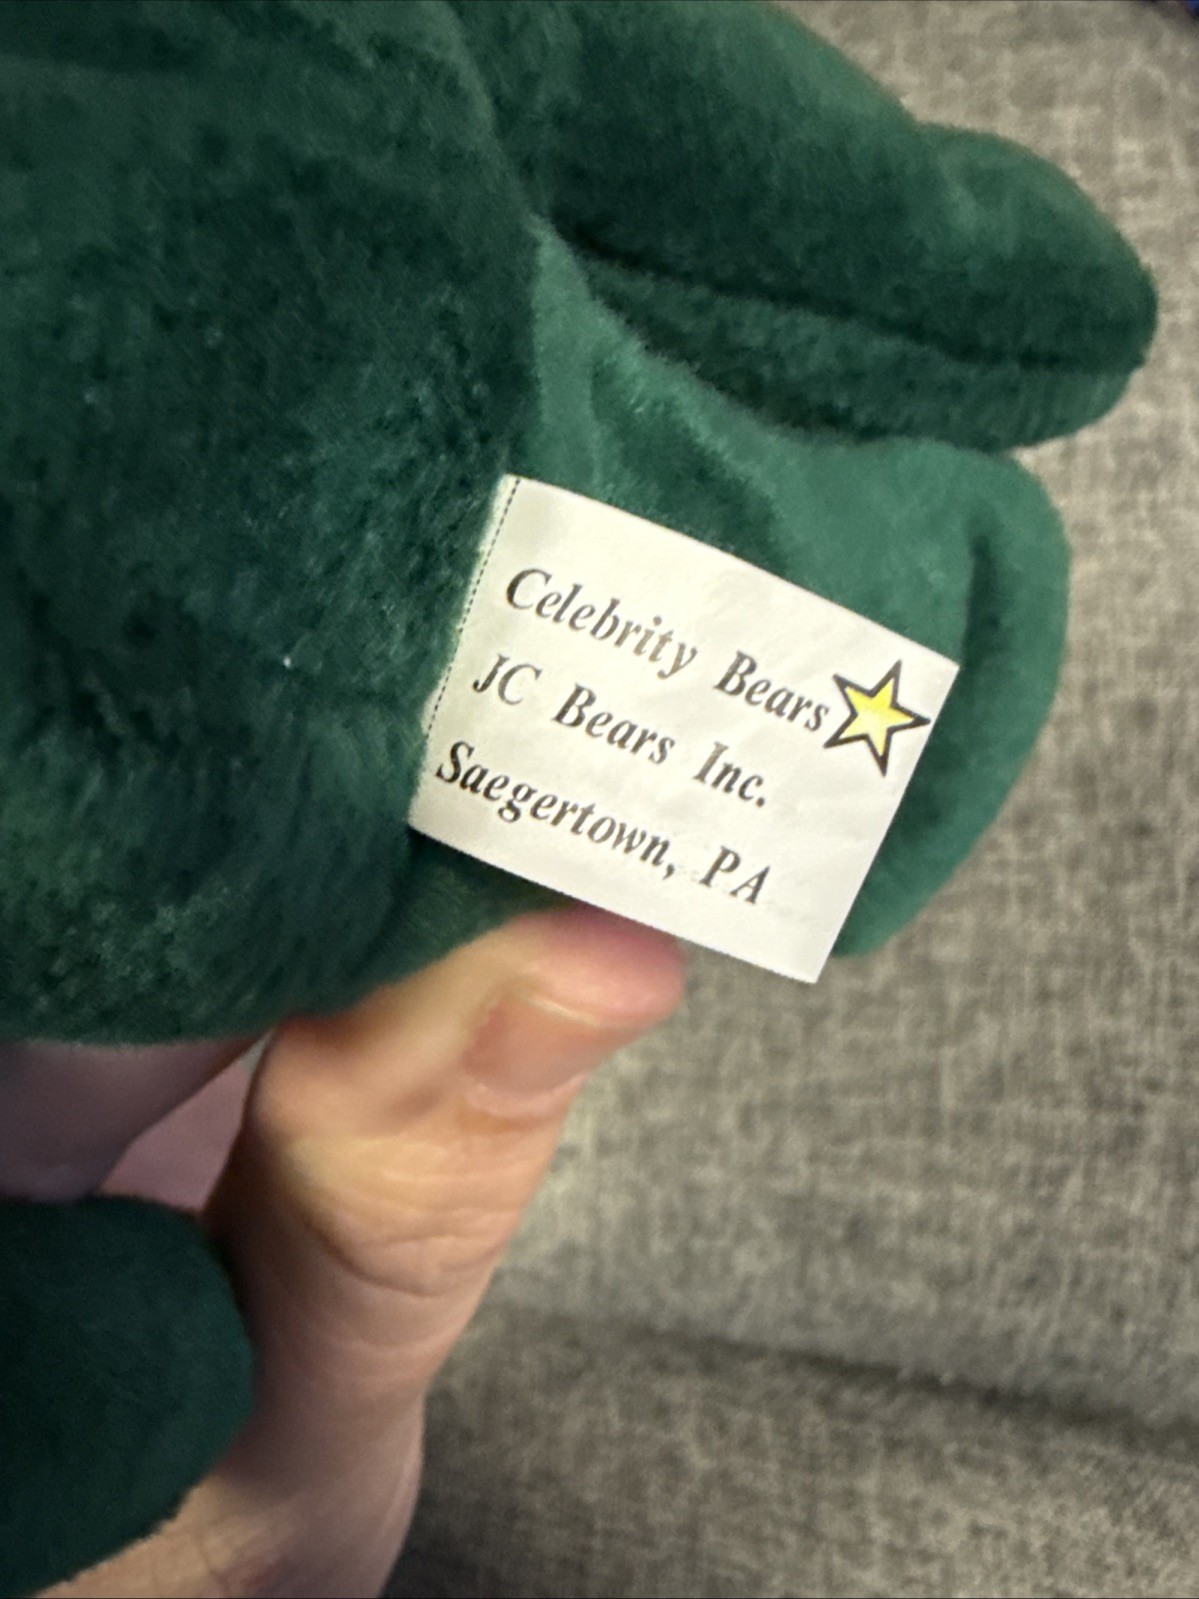 Celebrity Bears
JC Bears Inc.
Saegertown, PA